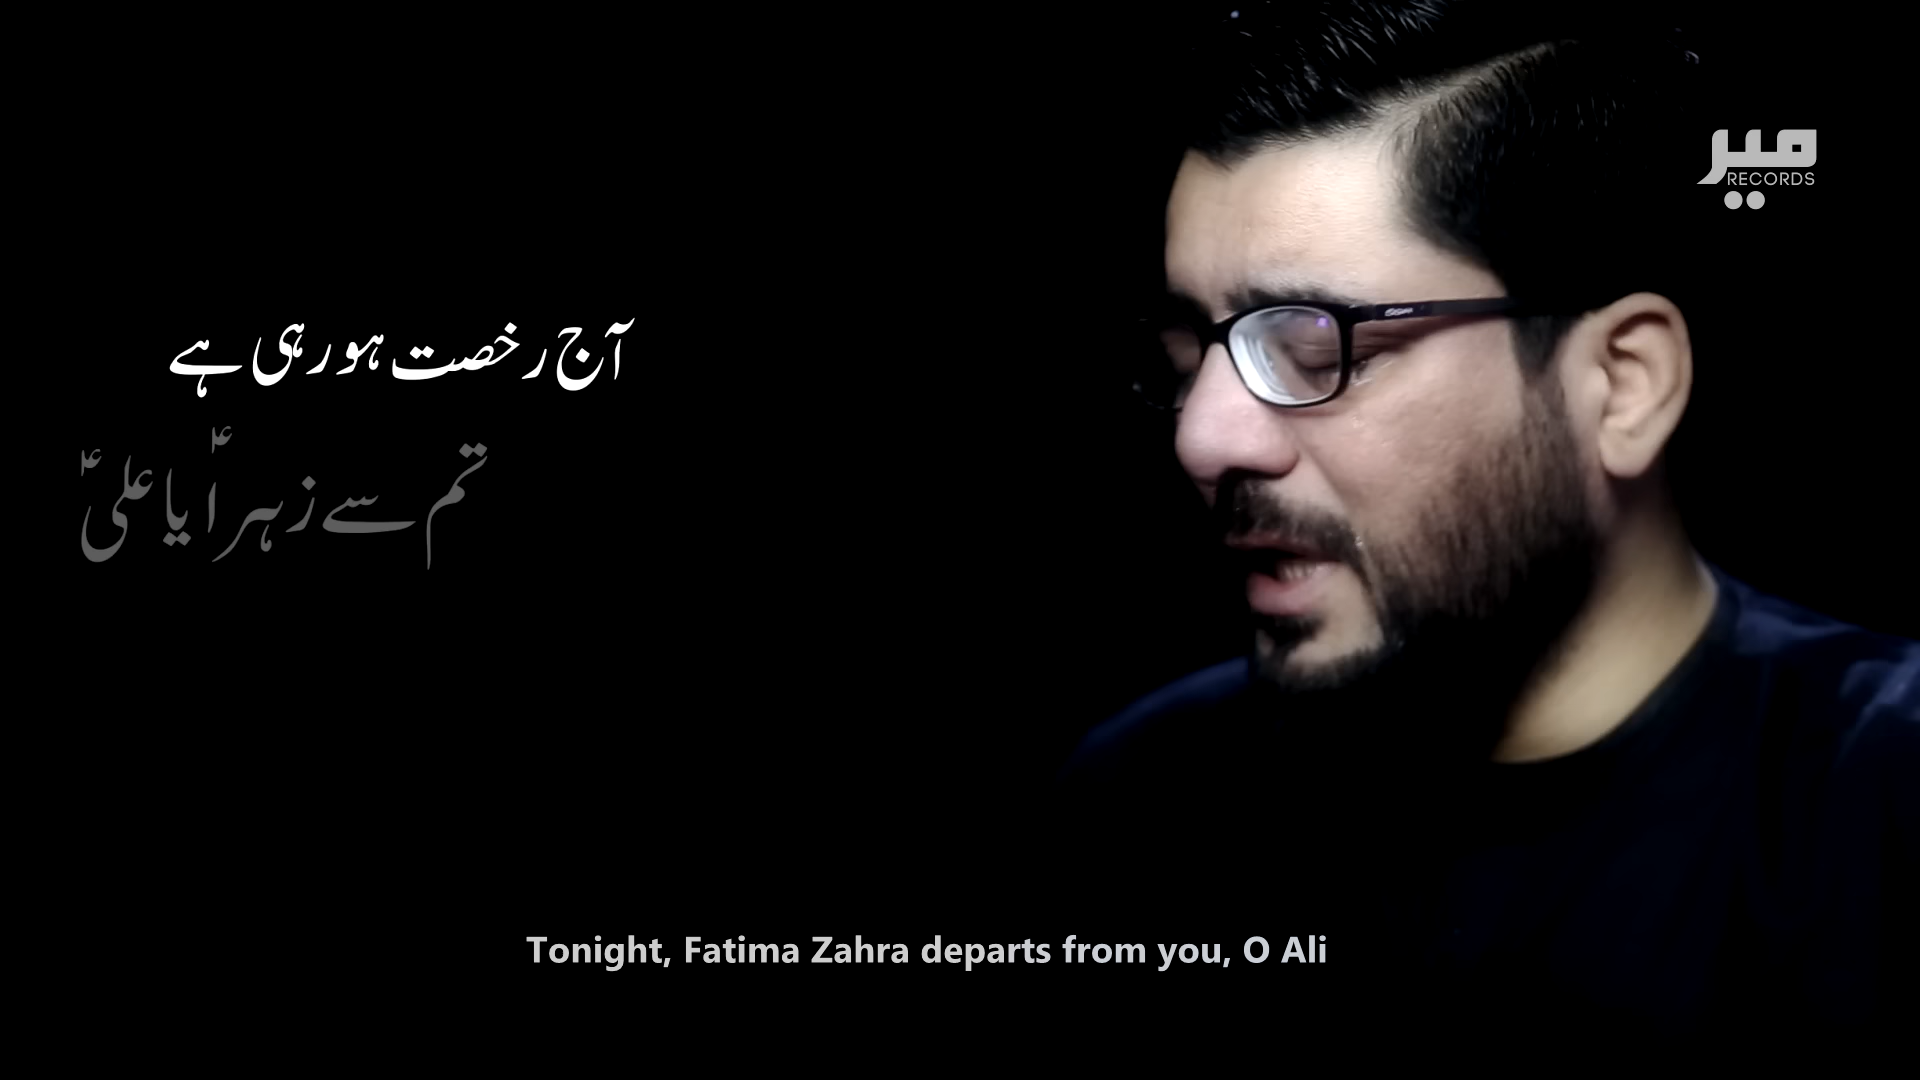 میر
RECORDS
آج رخصت ہو رہی ہے
تم سے زہراؑ یا علیؑ
Tonight, Fatima Zahra departs from you, O Ali